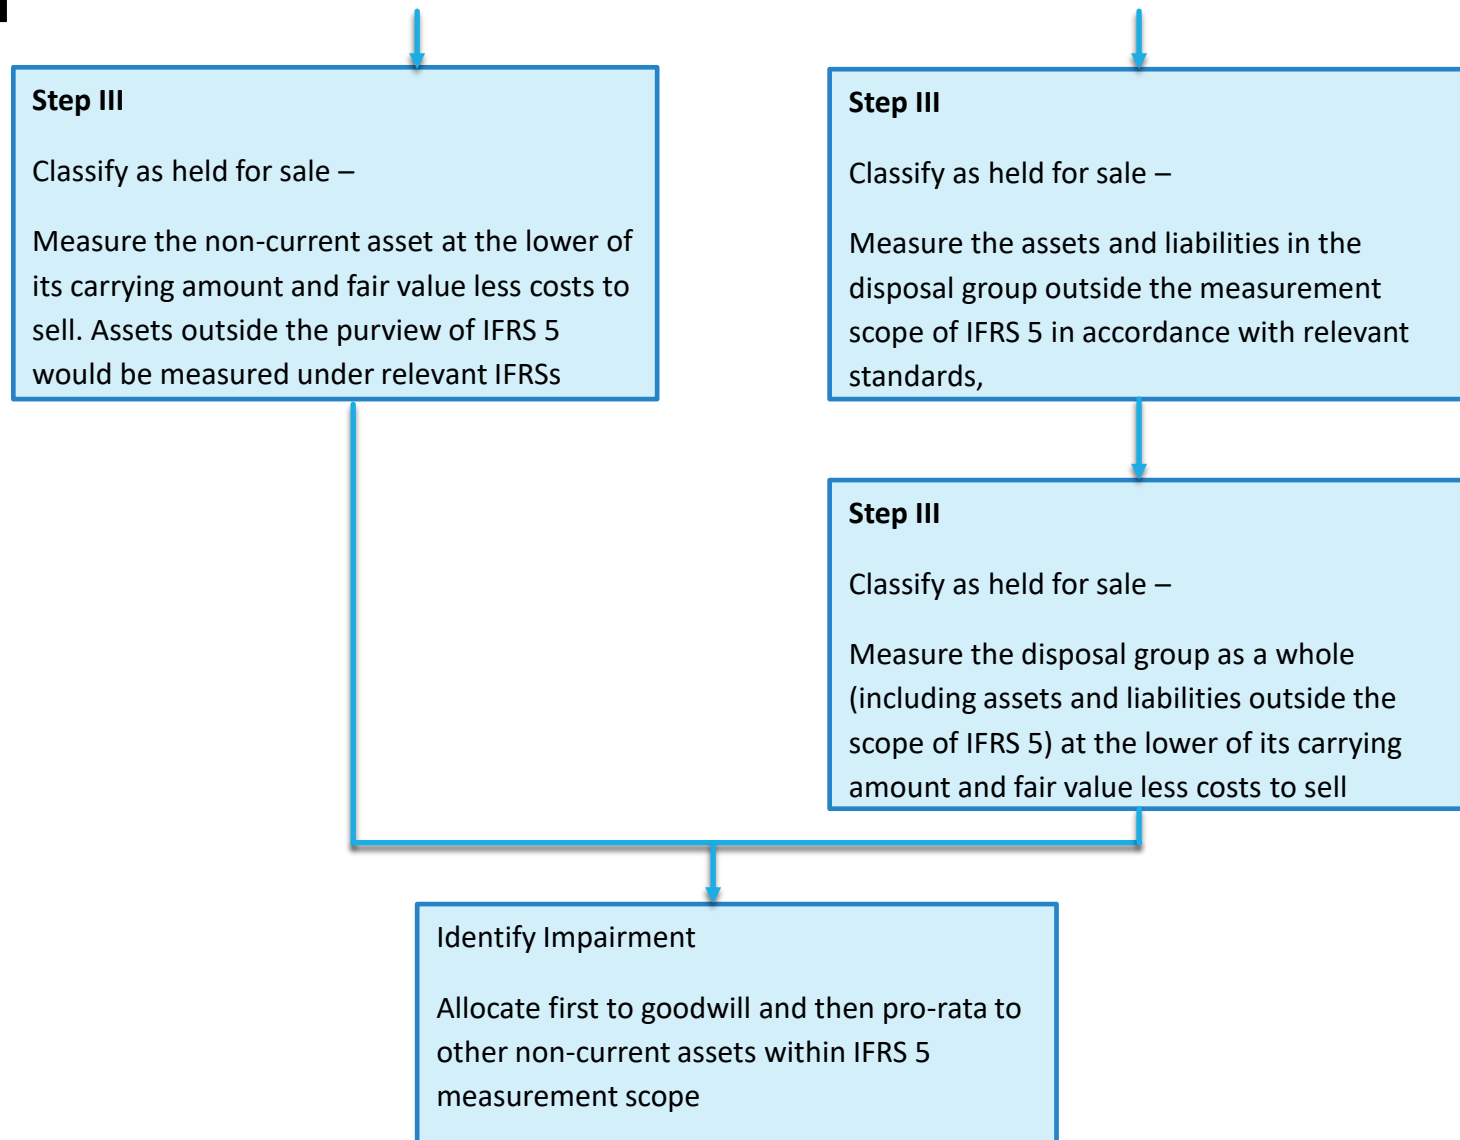 Step III
Classify as held for sale –
Measure the non-current asset at the lower of
its carrying amount and fair value less costs to
sell. Assets outside the purview of IFRS 5
would be measured under relevant IFRSs
Step III
Classify as held for sale –
Measure the assets and liabilities in the
disposal group outside the measurement
scope of IFRS 5 in accordance with relevant
standards,
Step III
Classify as held for sale –
Measure the disposal group as a whole
(including assets and liabilities outside the
scope of IFRS 5) at the lower of its carrying
amount and fair value less costs to sell
Identify Impairment
Allocate first to goodwill and then pro-rata to
other non-current assets within IFRS 5
measurement scope